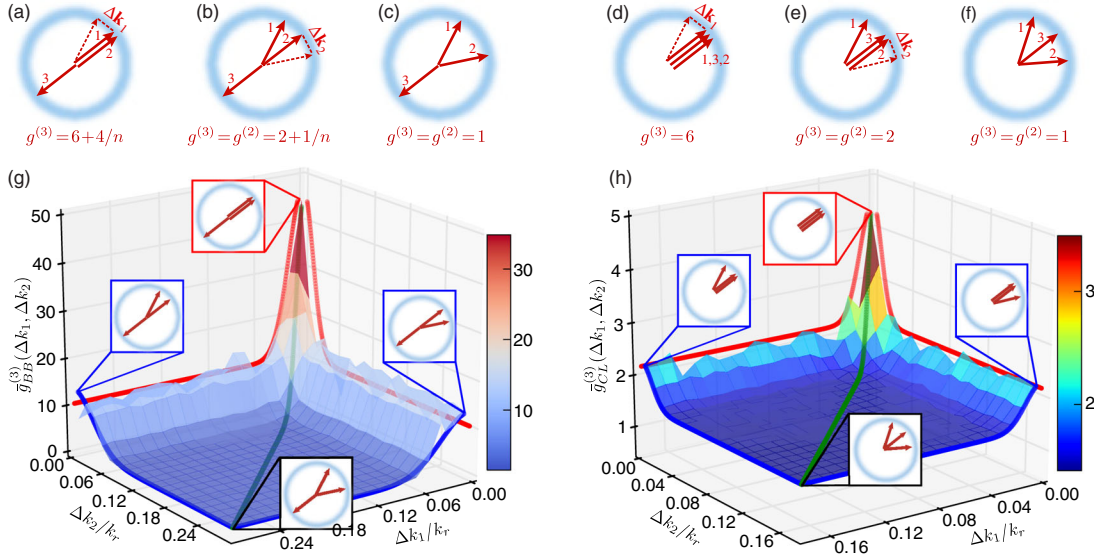 (a)
Δk₁
1
2
3
g⁽³⁾=6+4/n
(b)
Δk₂
1
2
3
g⁽³⁾=g⁽²⁾=2+1/n
(c)
1
2
3
g⁽³⁾=g⁽²⁾=1
(d)
Δk₁
1,3,2
g⁽³⁾=6
(e)
Δk₂
1
3
2
g⁽³⁾=g⁽²⁾=2
(f)
1
3
2
g⁽³⁾=g⁽²⁾=1
(g)
ḡ⁽³⁾_BB(Δk₁, Δk₂)
50
40
30
20
10
0
0.00
0.06
0.12
0.18
0.24
Δk₂/kᵣ
0.24
0.18
0.12
0.06
0.00
Δk₁/kᵣ
30
20
10
(h)
ḡ⁽³⁾_CL(Δk₁, Δk₂)
5
4
3
2
1
0.00
0.04
0.08
0.12
0.16
Δk₂/kᵣ
0.16
0.12
0.08
0.04
0.00
Δk₁/kᵣ
3
2